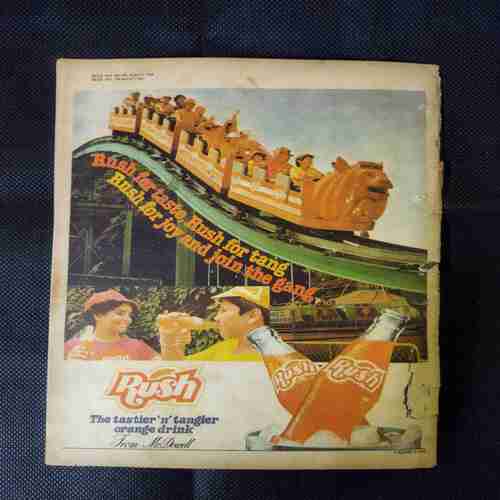 Rush for taste, Rush for tang
Rush for joy and join the gang
Rush
Rush
Rush
The tastier 'n' tangier
orange drink
From McDowell